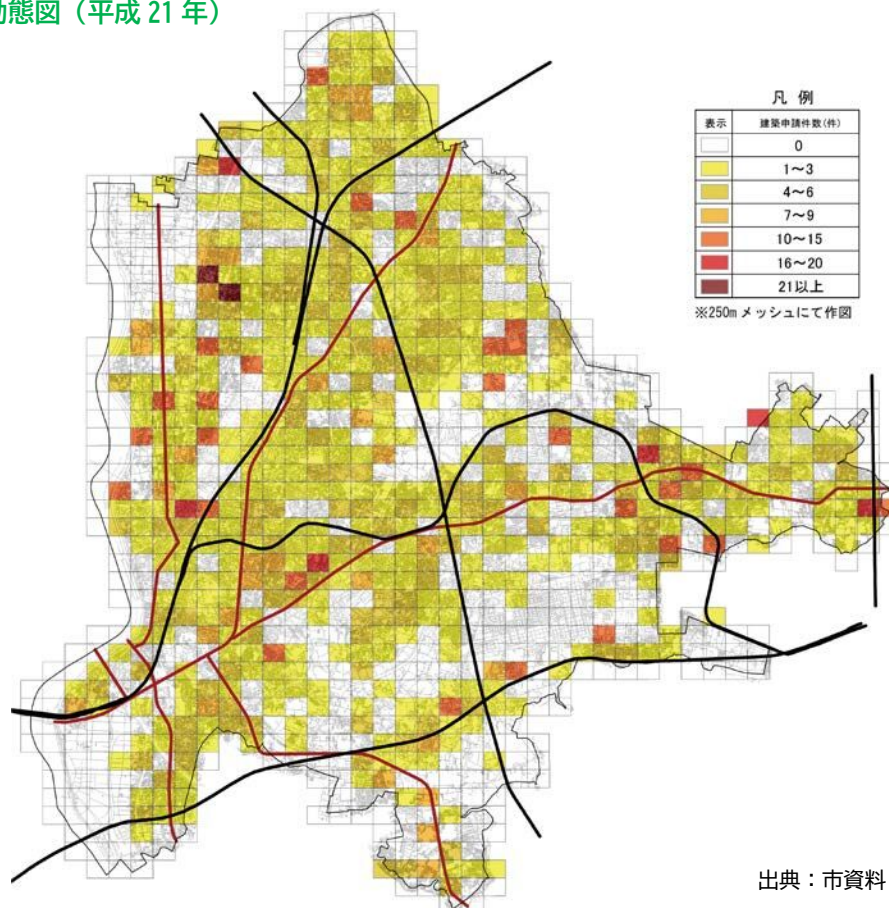 動態図（平成 21 年）
凡 例
表示 建築申請件数(件)
0
1～3
4～6
7～9
10～15
16～20
21以上
※250m メッシュにて作図
出典：市資料